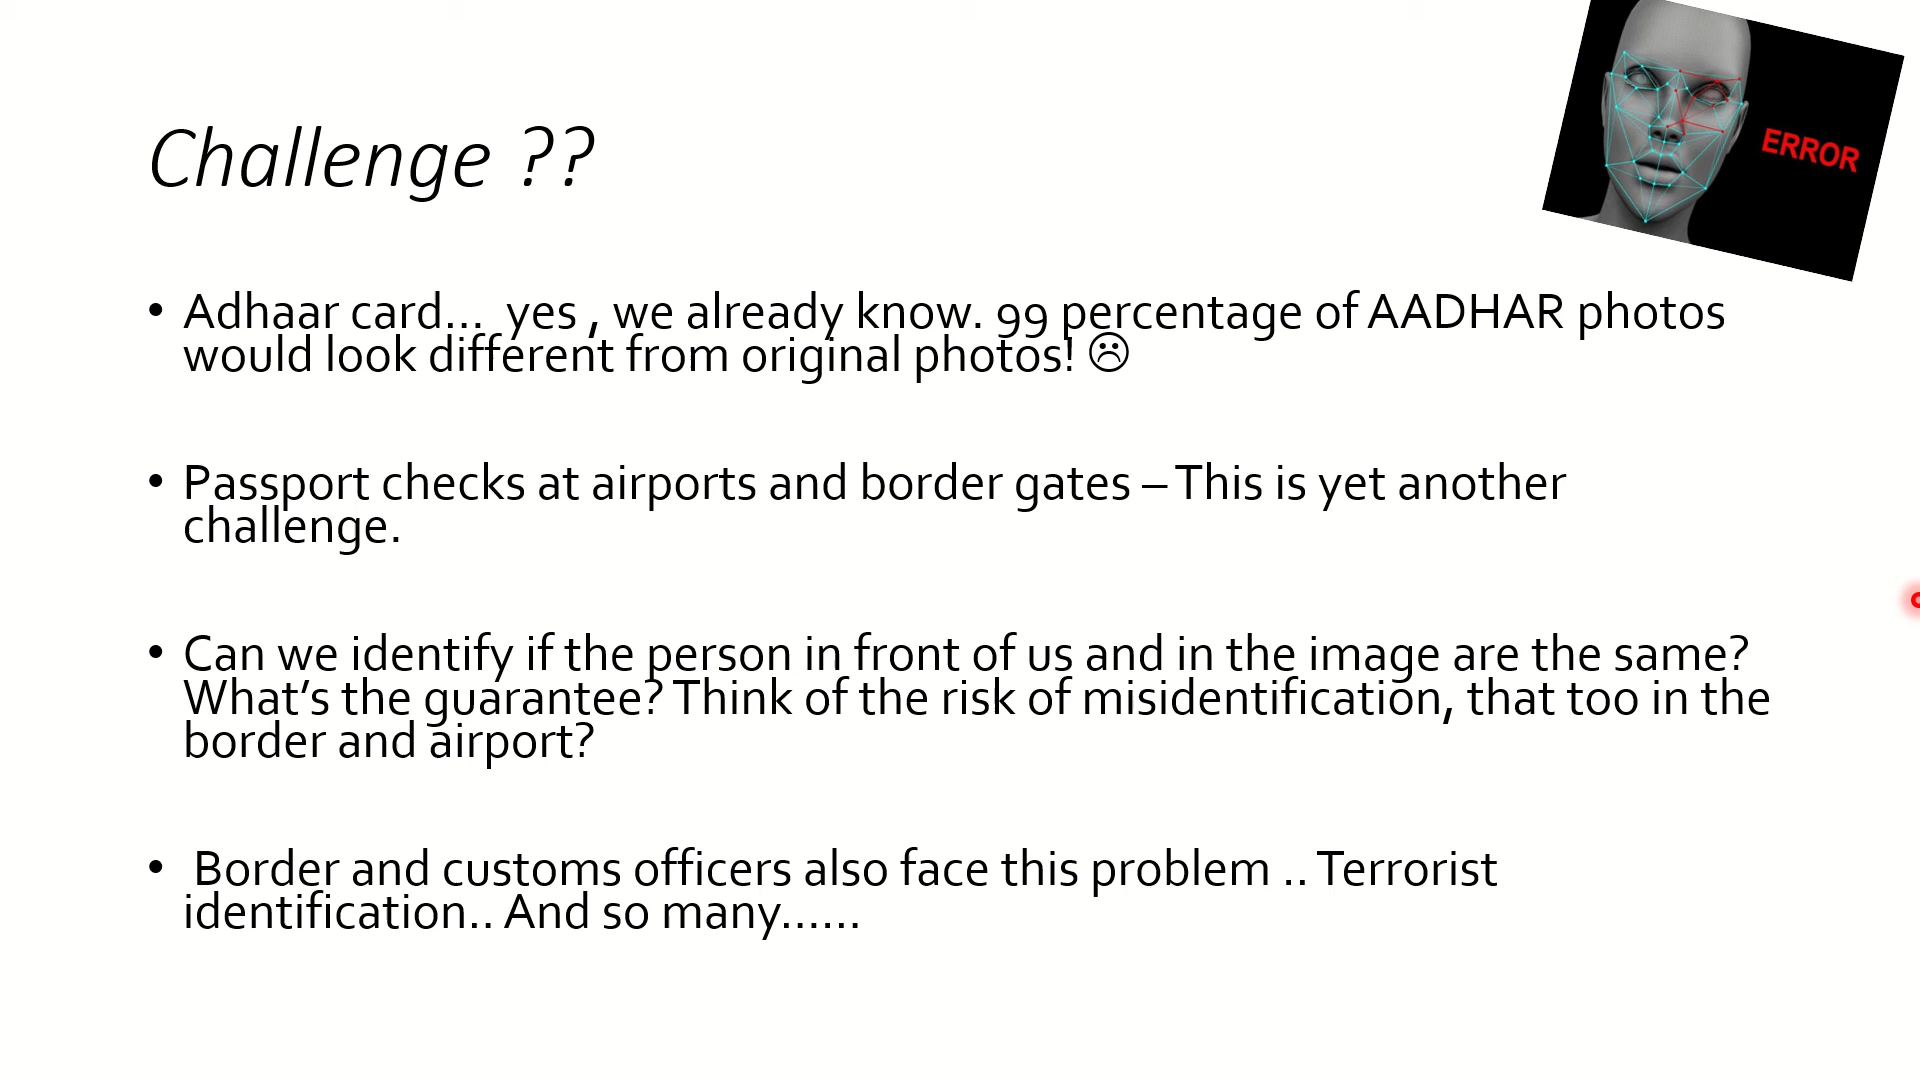 Challenge ??
ERROR
• Adhaar card... yes , we already know. 99 percentage of AADHAR photos
would look different from original photos! ☹
• Passport checks at airports and border gates – This is yet another
challenge.
• Can we identify if the person in front of us and in the image are the same?
What’s the guarantee? Think of the risk of misidentification, that too in the
border and airport?
• Border and customs officers also face this problem .. Terrorist
identification.. And so many......